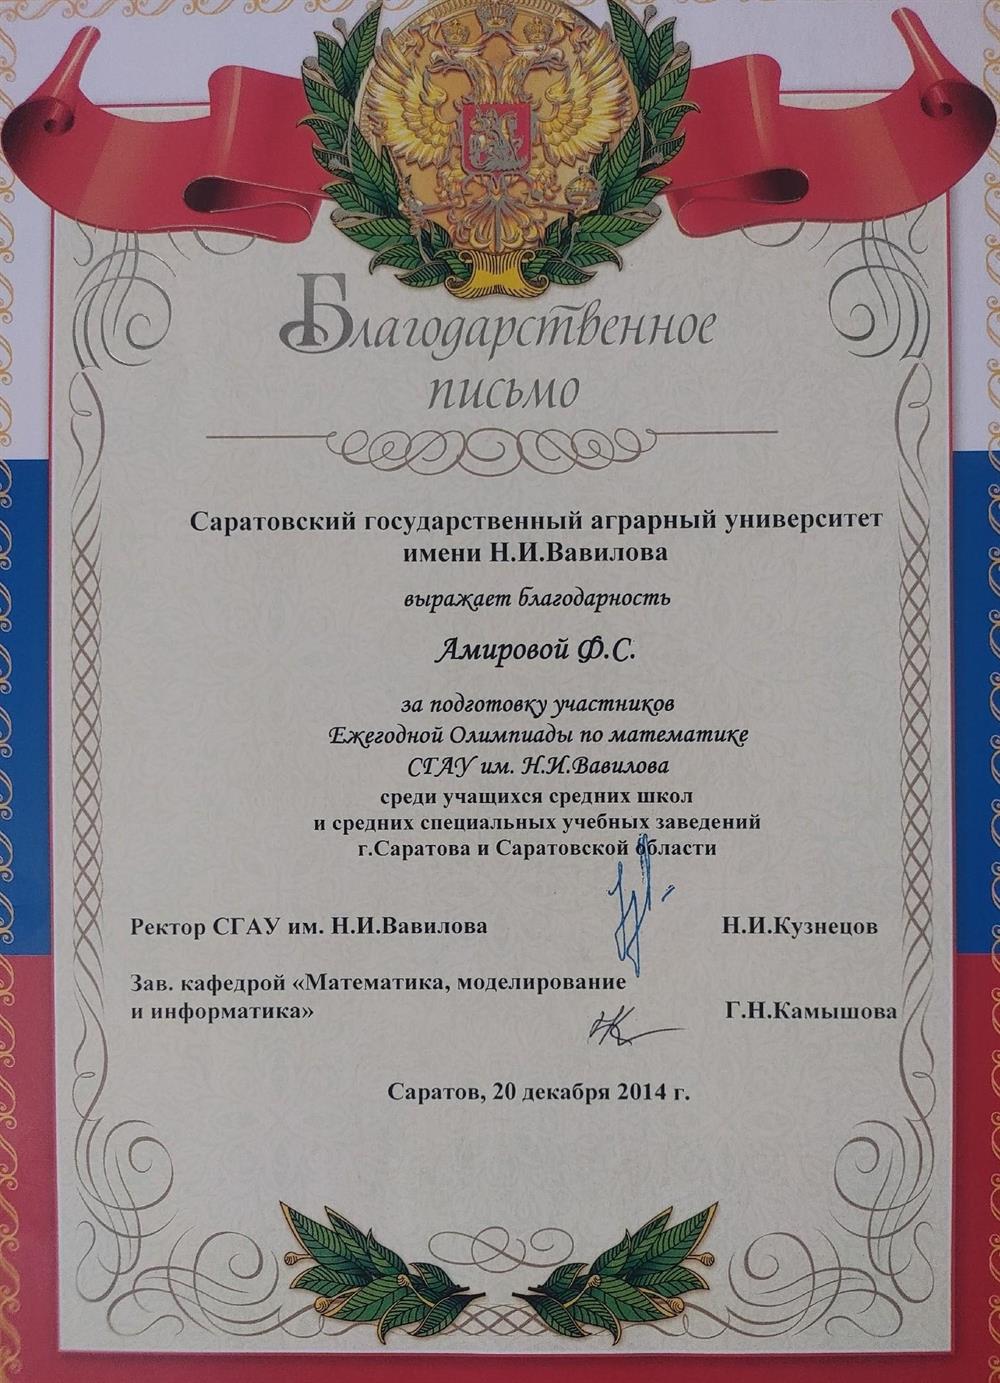 Благодарственное
письмо
Саратовский государственный аграрный университет
имени Н.И.Вавилова
выражает благодарность
Амировой Ф.С.
за подготовку участников
Ежегодной Олимпиады по математике
СГАУ им. Н.И.Вавилова
среди учащихся средних школ
и средних специальных учебных заведений
г.Саратова и Саратовской области
Ректор СГАУ им. Н.И.Вавилова Н.И.Кузнецов
Зав. кафедрой «Математика, моделирование
и информатика» Г.Н.Камышова
Саратов, 20 декабря 2014 г.